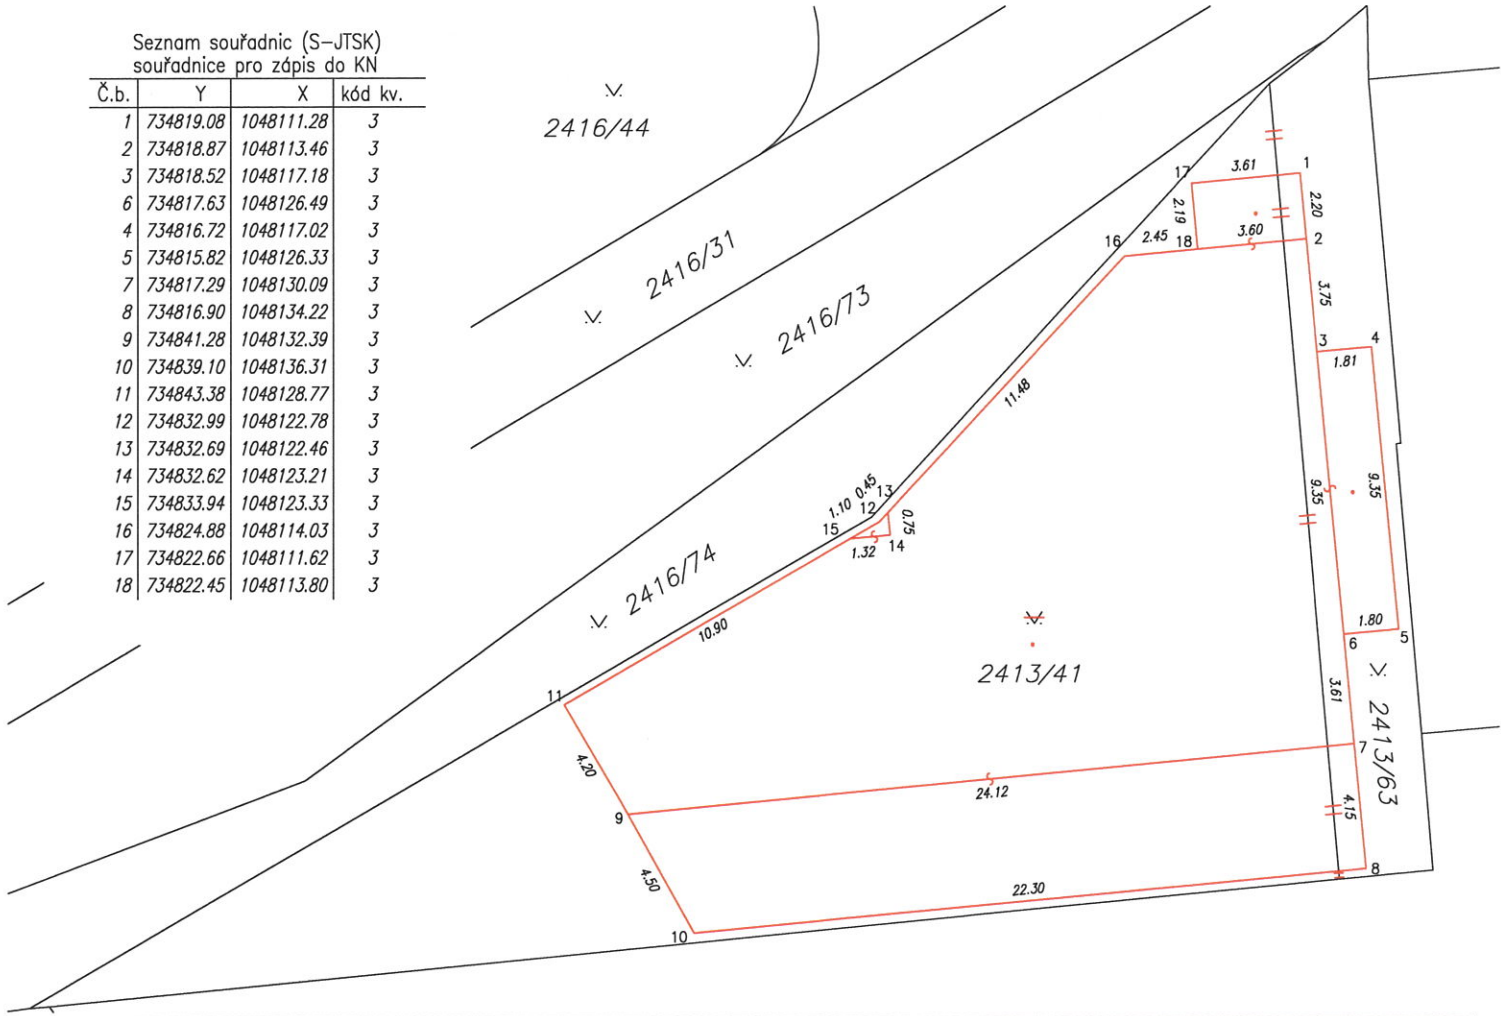 Seznam souřadnic (S-JTSK)
souřadnice pro zápis do KN
Č.b. Y X kód kv.
1 734819.08 1048111.28 3
2 734818.87 1048113.46 3
3 734818.52 1048117.18 3
6 734817.63 1048126.49 3
4 734816.72 1048117.02 3
5 734815.82 1048126.33 3
7 734817.29 1048130.09 3
8 734816.90 1048134.22 3
9 734841.28 1048132.39 3
10 734839.10 1048136.31 3
11 734843.38 1048128.77 3
12 734832.99 1048122.78 3
13 734832.69 1048122.46 3
14 734832.62 1048123.21 3
15 734833.94 1048123.33 3
16 734824.88 1048114.03 3
17 734822.66 1048111.62 3
18 734822.45 1048113.80 3
2416/44
2416/31
2416/73
2416/74
2413/41
2413/63
17
3.61
1
2.19
2.20
16
2.45
18
3.60
2
3.75
3
4
1.81
11.48
9.35
9.35
1.10
0.45
13
12
15
0.75
14
1.32
10.90
1.80
6
5
3.61
11
4.20
7
24.12
9
4.15
4.50
8
22.30
10